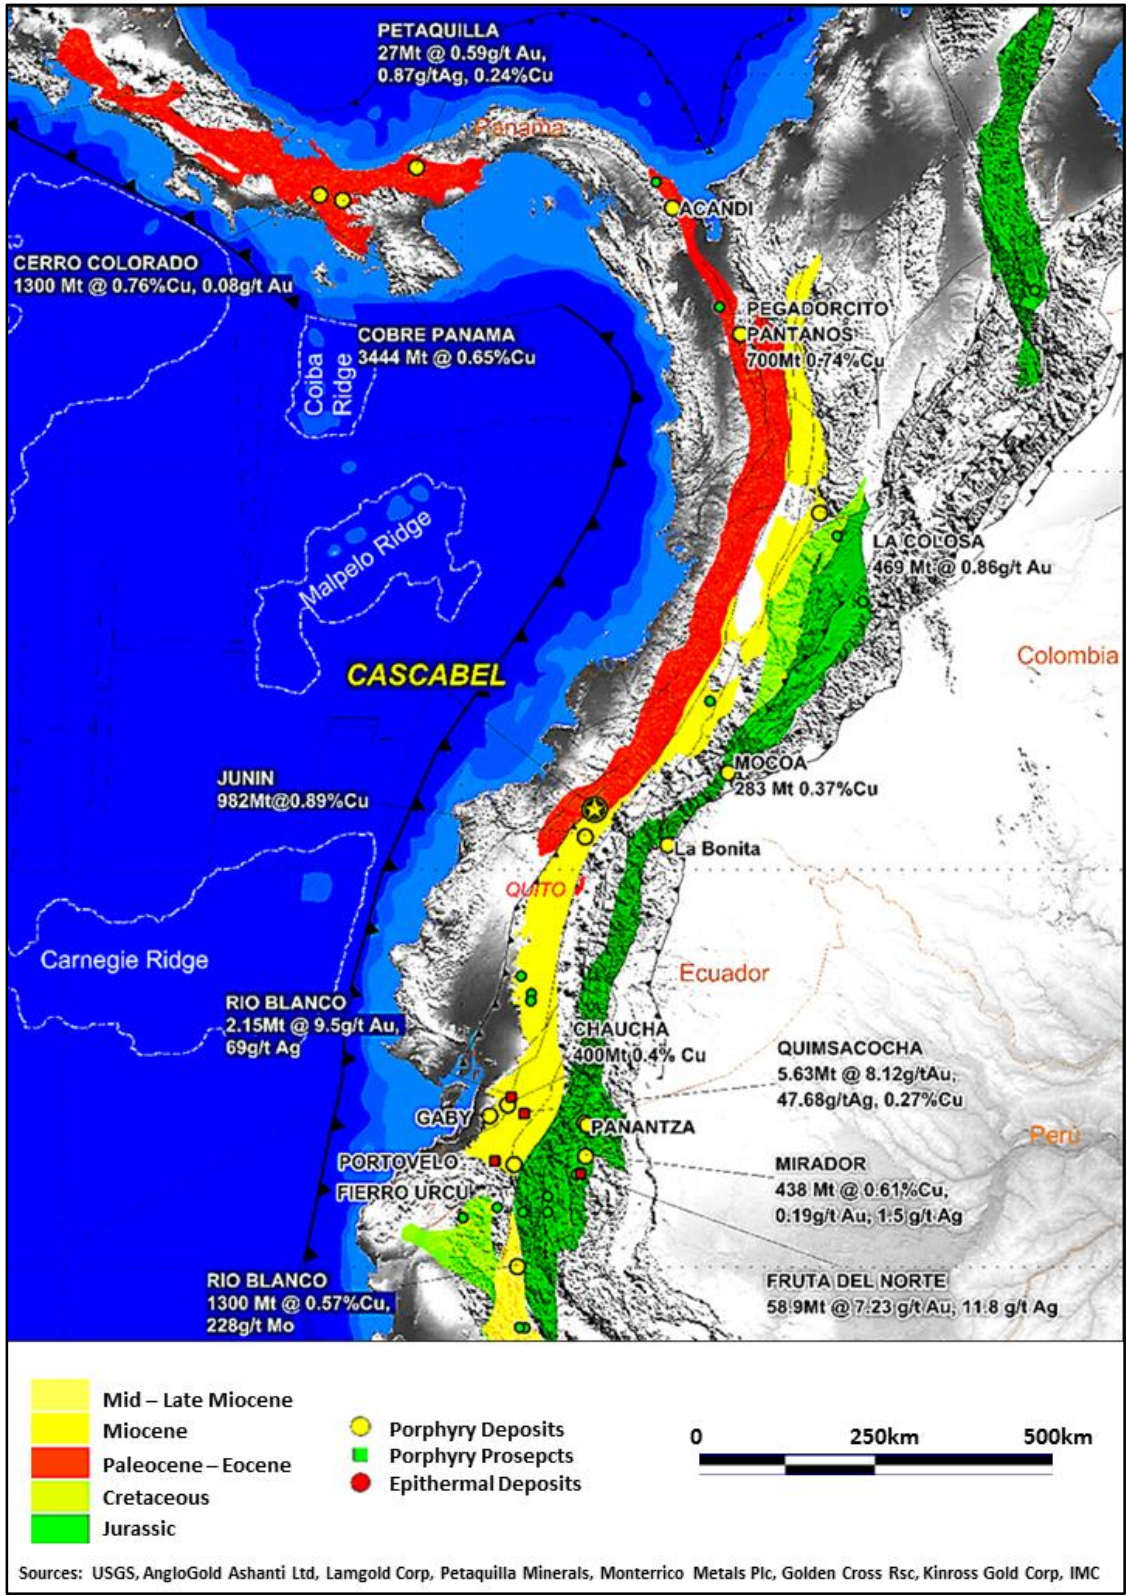 PETAQUILLA
27Mt @ 0.59g/t Au,
0.87g/tAg, 0.24%Cu
Panama
ACANDI
CERRO COLORADO
1300 Mt @ 0.76%Cu, 0.08g/t Au
COBRE PANAMA
3444 Mt @ 0.65%Cu
PEGADORCITO
PANTANOS
700Mt 0.74%Cu
Coiba
Ridge
Malpelo Ridge
LA COLOSA
469 Mt @ 0.86g/t Au
Colombia
CASCABEL
MOCOA
283 Mt 0.37%Cu
JUNIN
982Mt@0.89%Cu
La Bonita
QUITO
Carnegie Ridge
Ecuador
RIO BLANCO
2.15Mt @ 9.5g/t Au,
69g/t Ag
CHAUCHA
400Mt 0.4% Cu
QUIMSACOCHA
5.63Mt @ 8.12g/tAu,
47.68g/tAg, 0.27%Cu
GABY
PANANTZA
Perú
PORTOVELO
MIRADOR
438 Mt @ 0.61%Cu,
0.19g/t Au, 1.5 g/t Ag
FIERRO URCU
RIO BLANCO
1300 Mt @ 0.57%Cu,
228g/t Mo
FRUTA DEL NORTE
58.9Mt @ 7.23 g/t Au, 11.8 g/t Ag
Mid – Late Miocene
Miocene
Paleocene – Eocene
Cretaceous
Jurassic
Porphyry Deposits
Porphyry Prosepcts
Epithermal Deposits
0 250km 500km
Sources: USGS, AngloGold Ashanti Ltd, Lamgold Corp, Petaquilla Minerals, Monterrico Metals Plc, Golden Cross Rsc, Kinross Gold Corp, IMC